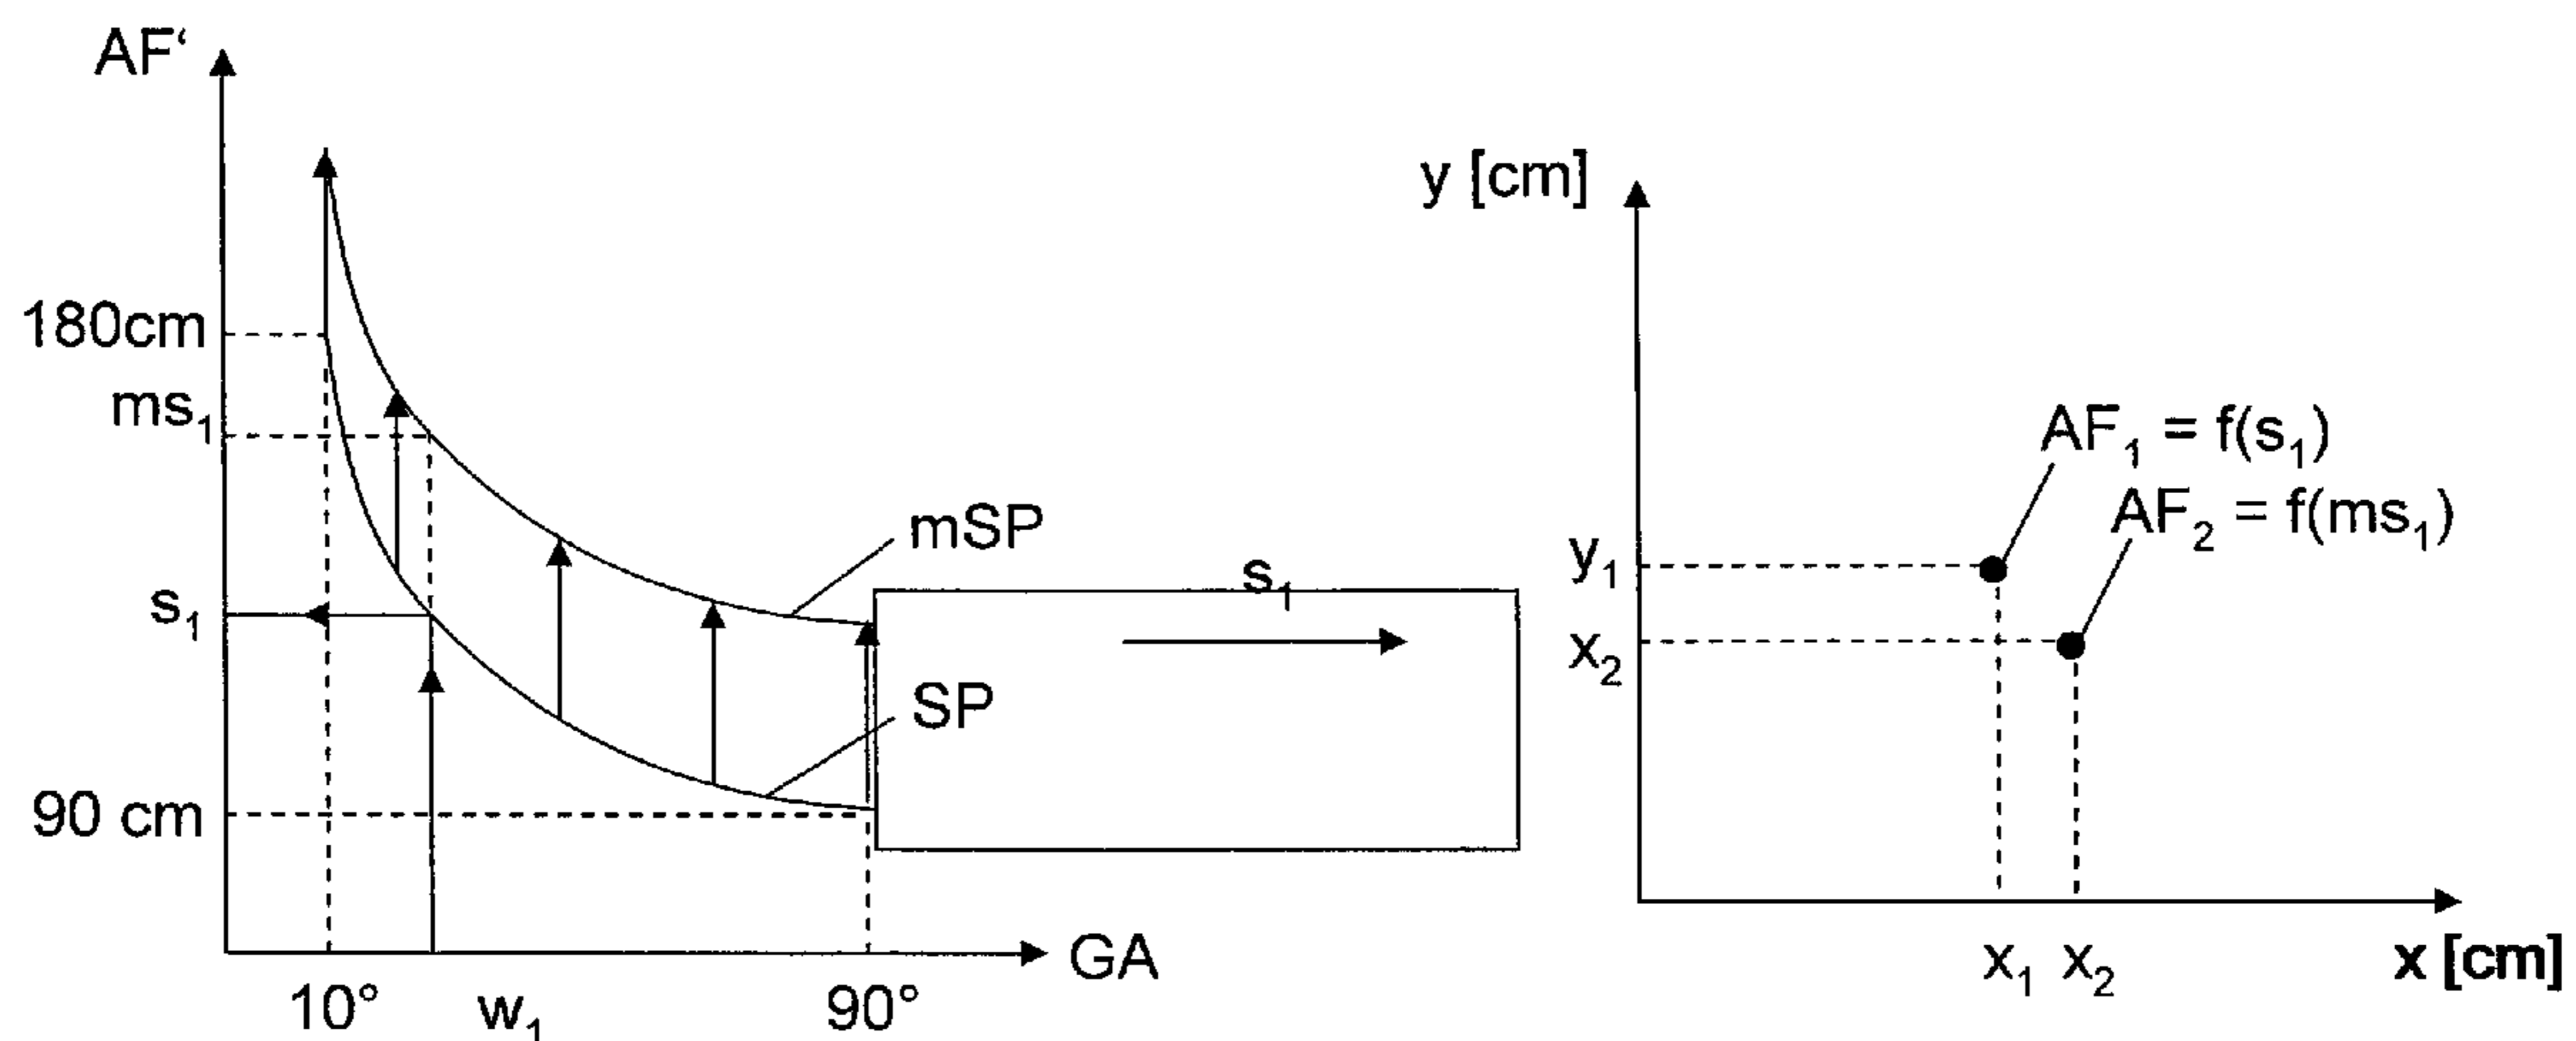 AF‘
180cm
ms₁
s₁
90 cm
10°
w₁
90°
GA
mSP
SP
s₁
y [cm]
AF₁ = f(s₁)
AF₂ = f(ms₁)
y₁
x₂
x₁ x₂
x [cm]